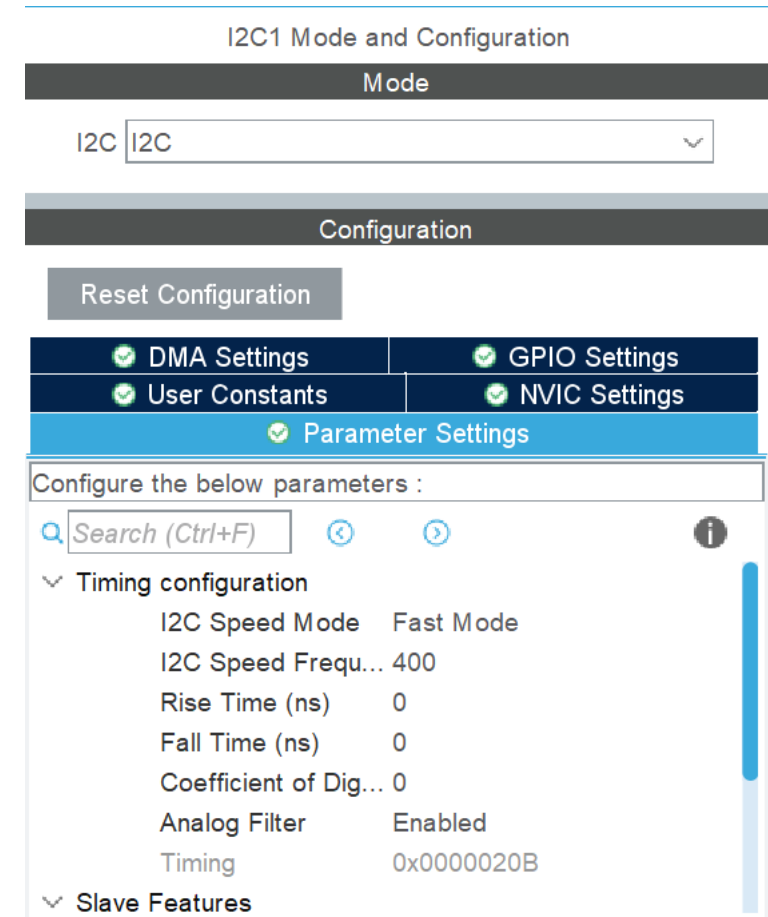 I2C1 Mode and Configuration
Mode
I2C I2C
Configuration
Reset Configuration
DMA Settings GPIO Settings
User Constants NVIC Settings
Parameter Settings
Configure the below parameters :
Search (Ctrl+F)
Timing configuration
I2C Speed Mode Fast Mode
I2C Speed Frequ... 400
Rise Time (ns) 0
Fall Time (ns) 0
Coefficient of Dig... 0
Analog Filter Enabled
Timing 0x0000020B
Slave Features